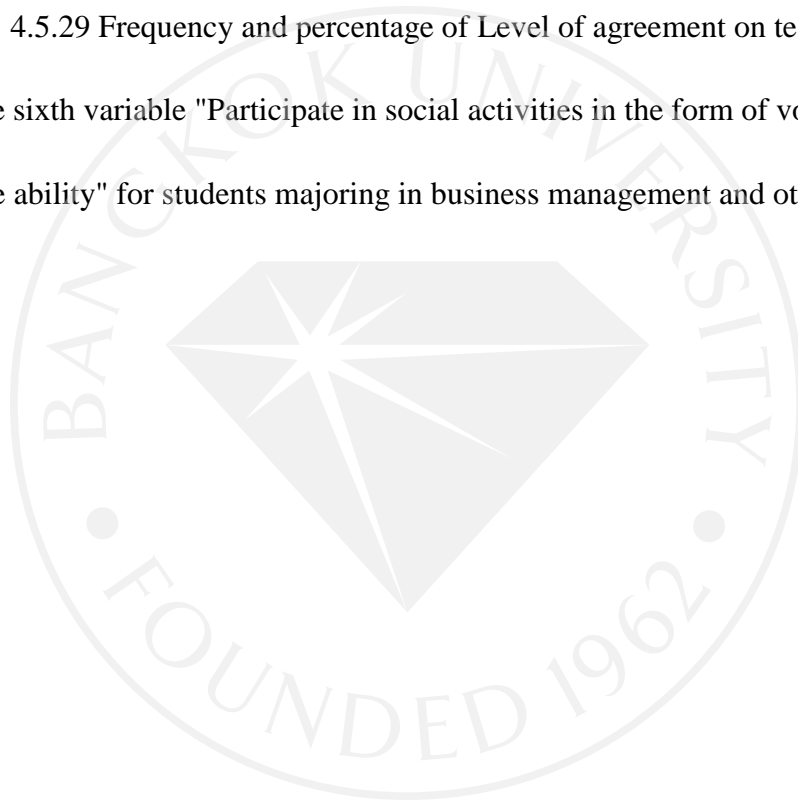 4.5.29 Frequency and percentage of Level of agreement on te
e sixth variable "Participate in social activities in the form of vo
e ability" for students majoring in business management and ot
BANGKOK UNIVERSITY
• FOUNDED 1962 •